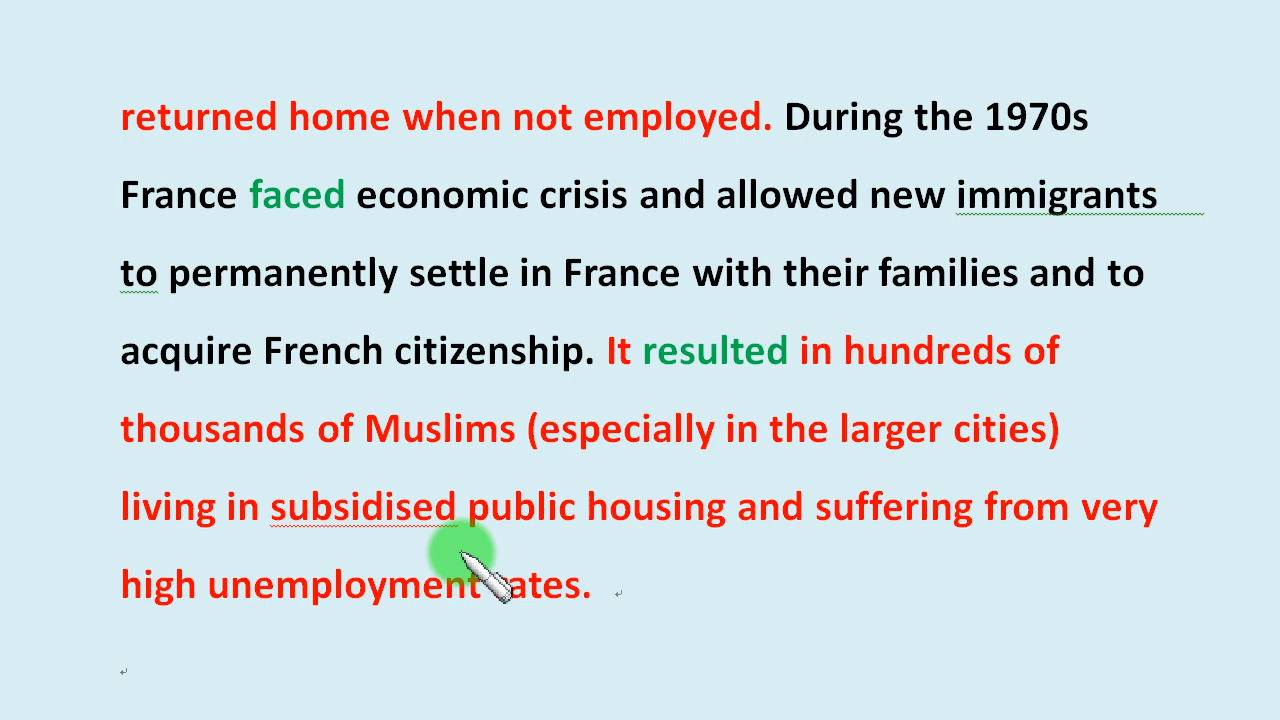 returned home when not employed. During the 1970s
France faced economic crisis and allowed new immigrants
to permanently settle in France with their families and to
acquire French citizenship. It resulted in hundreds of
thousands of Muslims (especially in the larger cities)
living in subsidised public housing and suffering from very
high unemployment rates.